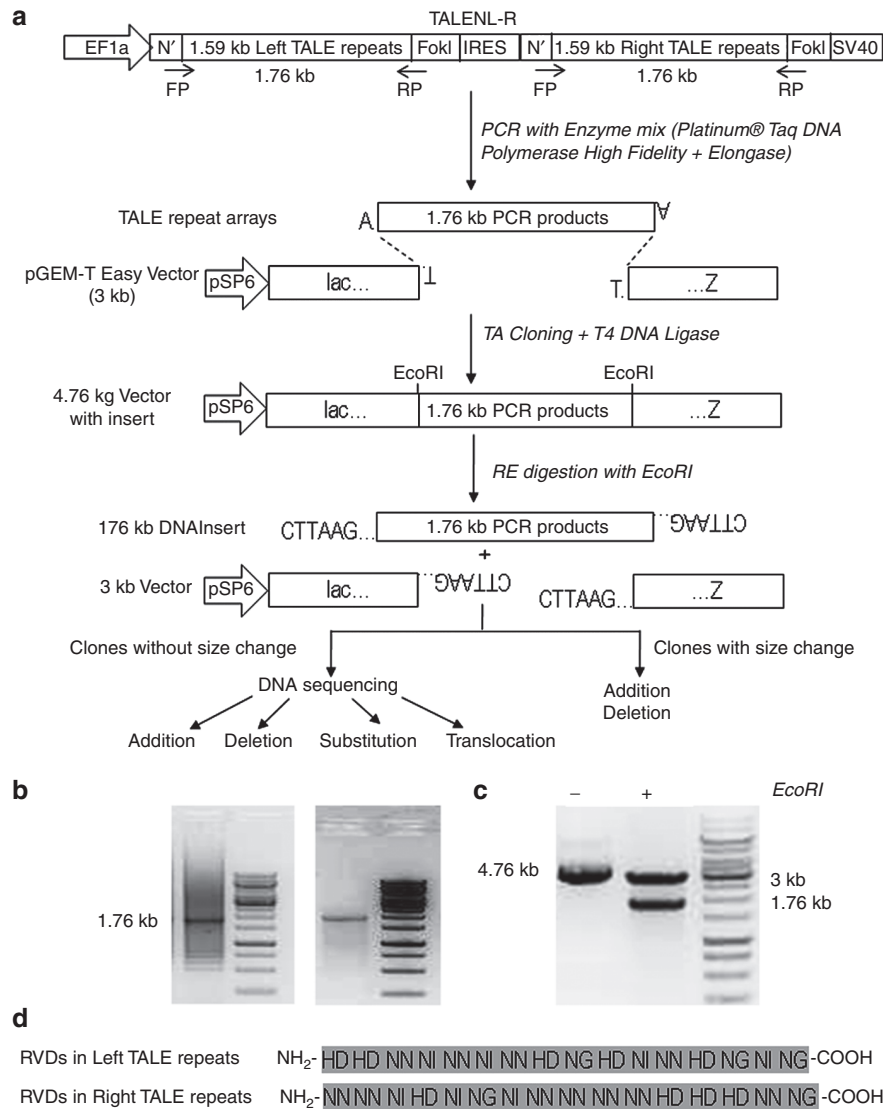 a
TALENL-R
EF1a N′ 1.59 kb Left TALE repeats FokI IRES N′ 1.59 kb Right TALE repeats FokI SV40
FP 1.76 kb RP FP 1.76 kb RP
PCR with Enzyme mix (Platinum® Taq DNA
Polymerase High Fidelity + Elongase)
TALE repeat arrays A 1.76 kb PCR products A
pGEM-T Easy Vector
(3 kb)
pSP6 lac... T T. ...Z
TA Cloning + T4 DNA Ligase
EcoRI EcoRI
4.76 kg Vector
with insert
pSP6 lac... 1.76 kb PCR products ...Z
RE digestion with EcoRI
176 kb DNAInsert CTTAAG... 1.76 kb PCR products ...CTTAAG
+
3 kb Vector pSP6 lac... ...CTTAAG CTTAAG... ...Z
Clones without size change Clones with size change
DNA sequencing
Addition
Deletion
Addition Deletion Substitution Translocation
b
1.76 kb
c
– + EcoRI
4.76 kb
3 kb
1.76 kb
d
RVDs in Left TALE repeats NH2- HD HD NN NI NN NI NN HD NG HD NI NN HD NG NI NG -COOH
RVDs in Right TALE repeats NH2- NN NN NI HD NI NG NI NN NN NN NN HD HD HD NN NG -COOH